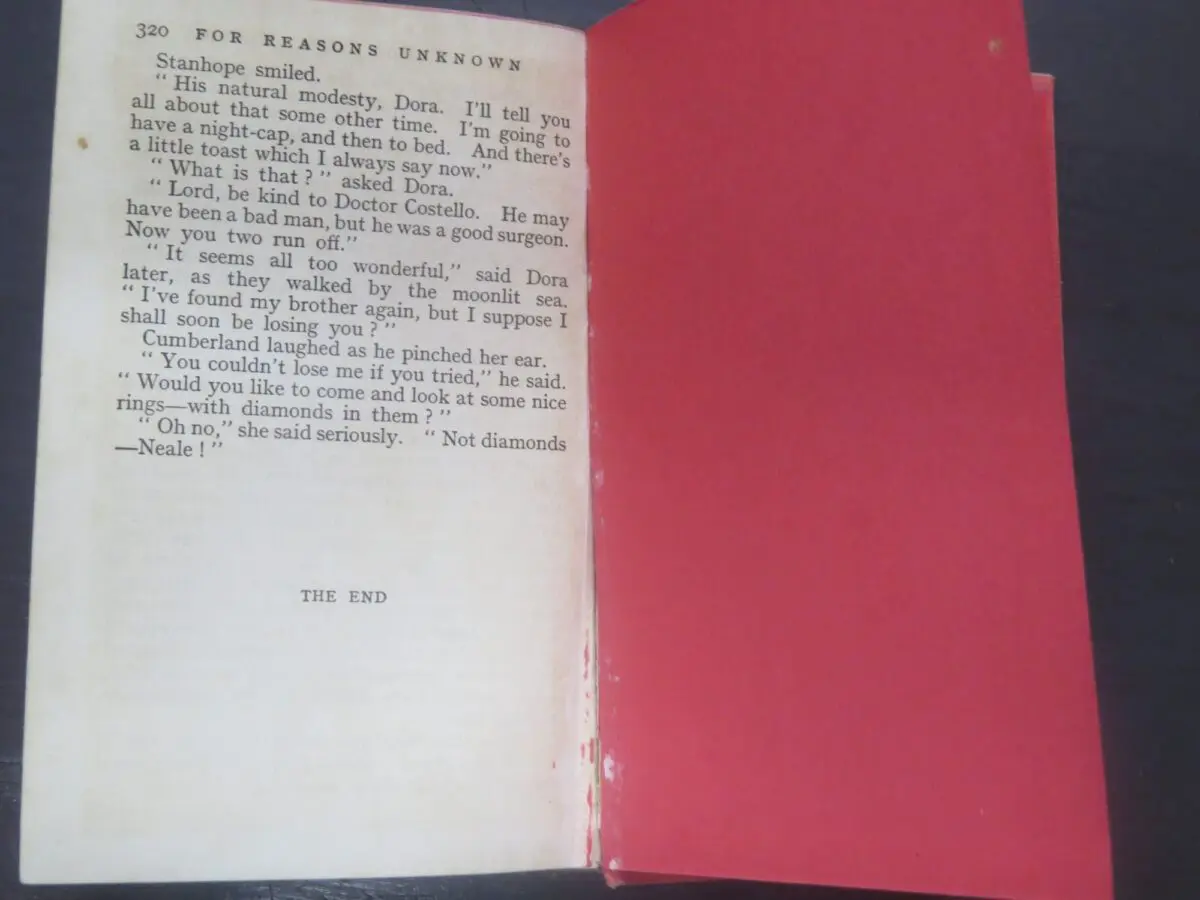 320 FOR REASONS UNKNOWN
Stanhope smiled.
“ His natural modesty, Dora. I'll tell you
all about that some other time. I'm going to
have a night-cap, and then to bed. And there's
a little toast which I always say now.”
“ What is that ? ” asked Dora.
“ Lord, be kind to Doctor Costello. He may
have been a bad man, but he was a good surgeon.
Now you two run off.”
“ It seems all too wonderful,” said Dora
later, as they walked by the moonlit sea.
“ I've found my brother again, but I suppose I
shall soon be losing you ? ”
Cumberland laughed as he pinched her ear.
“ You couldn't lose me if you tried,” he said.
“ Would you like to come and look at some nice
rings—with diamonds in them ? ”
“ Oh no,” she said seriously. “ Not diamonds
—Neale ! ”
THE END